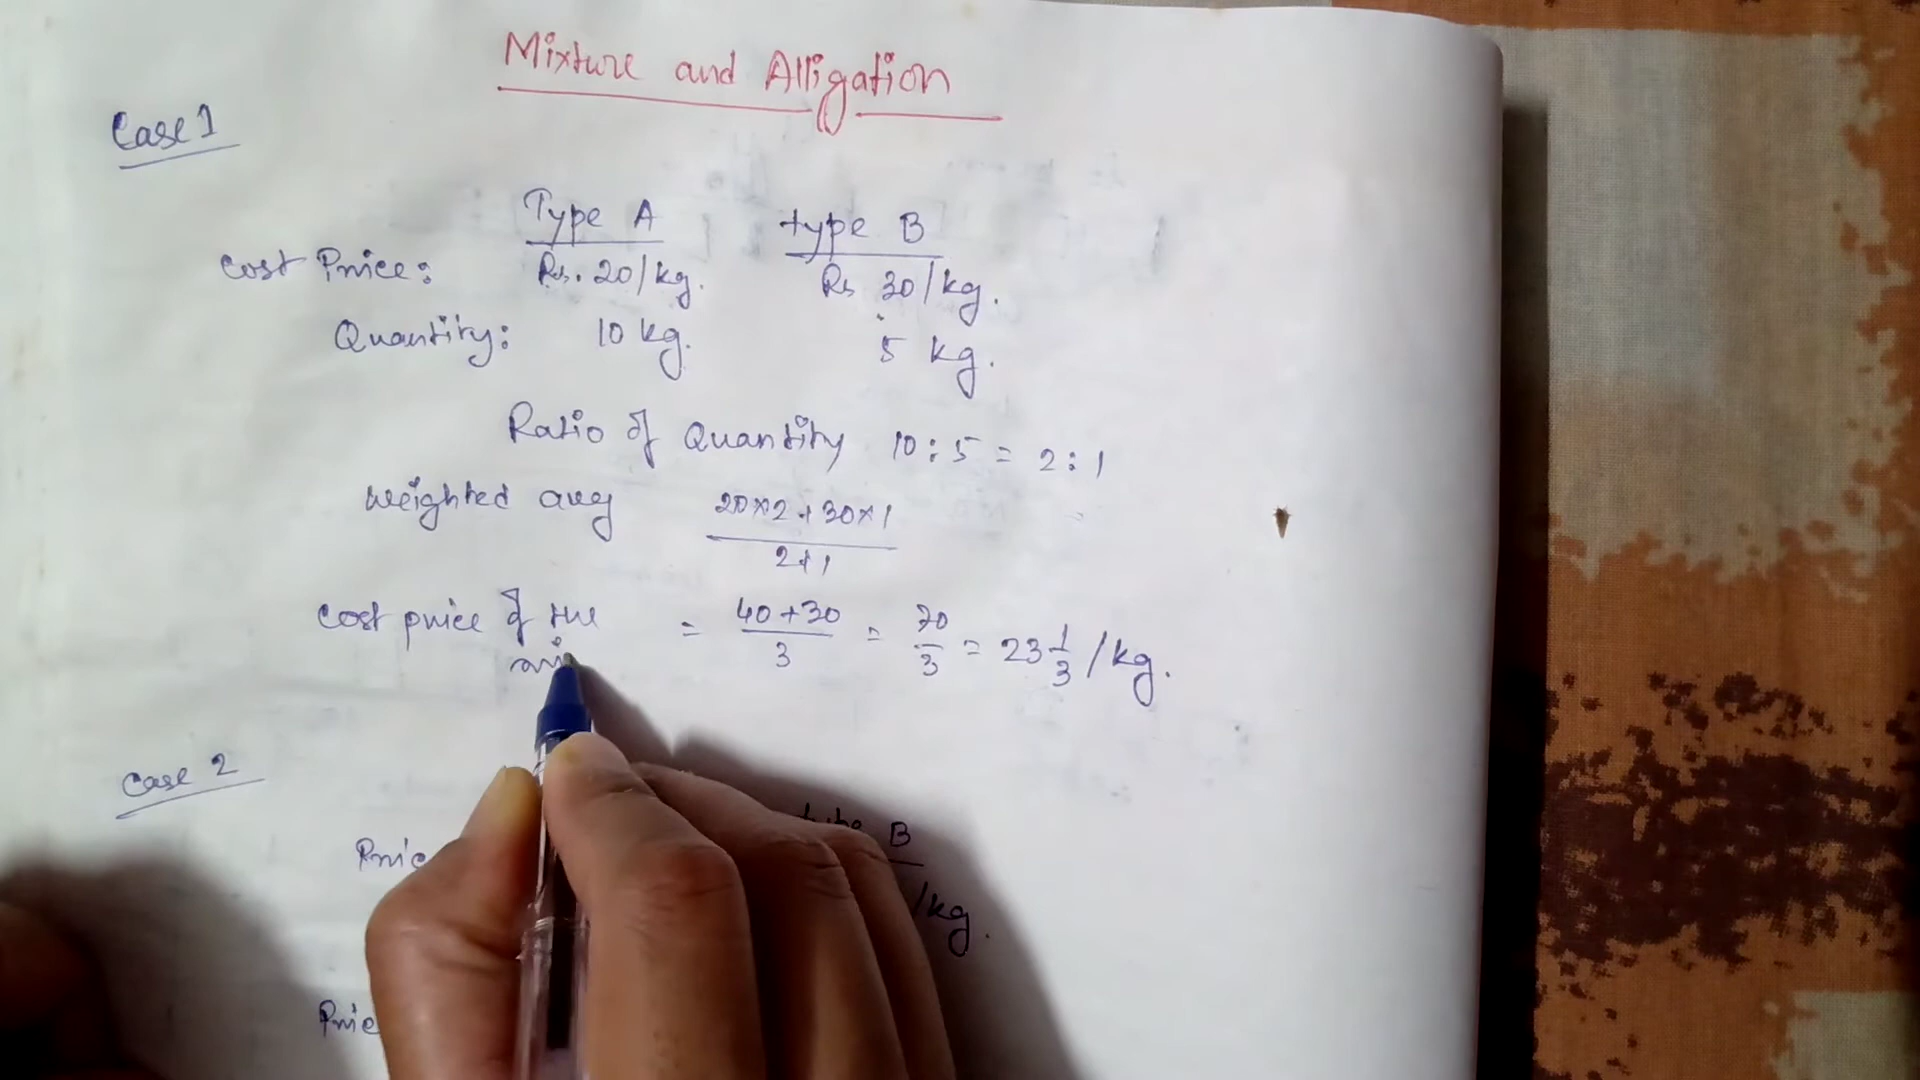 Mixture and Alligation
Case 1
Type A type B
Cost Price: Rs. 20/kg. Rs 30/kg.
Quantity: 10 kg. 5 kg.
Ratio of Quantity 10:5 = 2:1
Weighted avg 20×2+30×1
2+1
Cost price of the = 40+30 = 70 = 23 1/3 /kg.
3 3
Case 2
B
/kg.